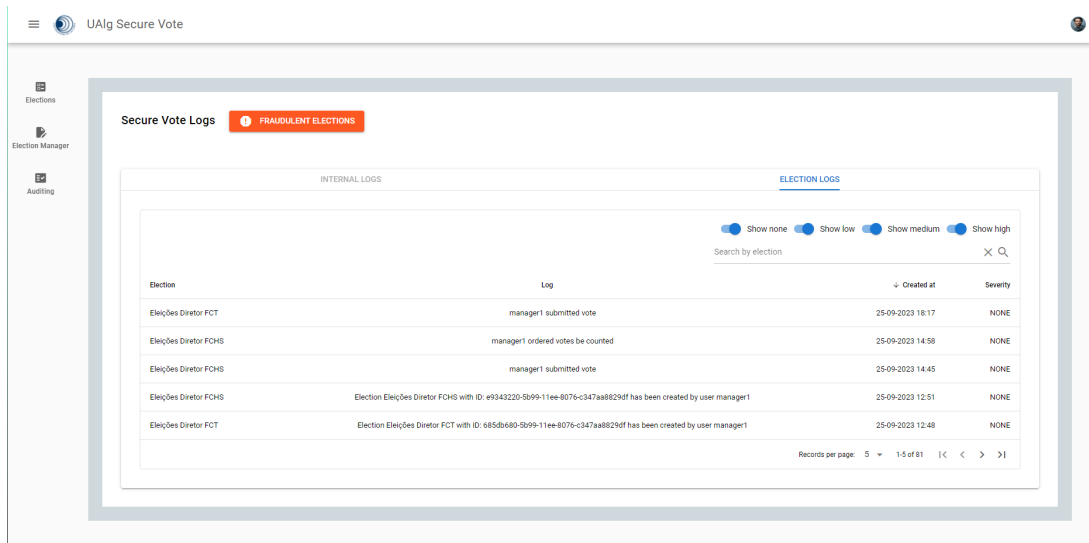 UAlg Secure Vote
Elections
Election Manager
Auditing
Secure Vote Logs
FRAUDULENT ELECTIONS
INTERNAL LOGS ELECTION LOGS
Show none Show low Show medium Show high
Search by election
Election Log Created at Severity
Eleições Diretor FCT manager1 submitted vote 25-09-2023 18:17 NONE
Eleições Diretor FCHS manager1 ordered votes be counted 25-09-2023 14:58 NONE
Eleições Diretor FCHS manager1 submitted vote 25-09-2023 14:45 NONE
Eleições Diretor FCHS Election Eleições Diretor FCHS with ID: e9343220-5b99-11ee-8076-c347aa8829df has been created by user manager1 25-09-2023 12:51 NONE
Eleições Diretor FCT Election Eleições Diretor FCT with ID: 685db680-5b99-11ee-8076-c347aa8829df has been created by user manager1 25-09-2023 12:48 NONE
Records per page: 5 1-5 of 81